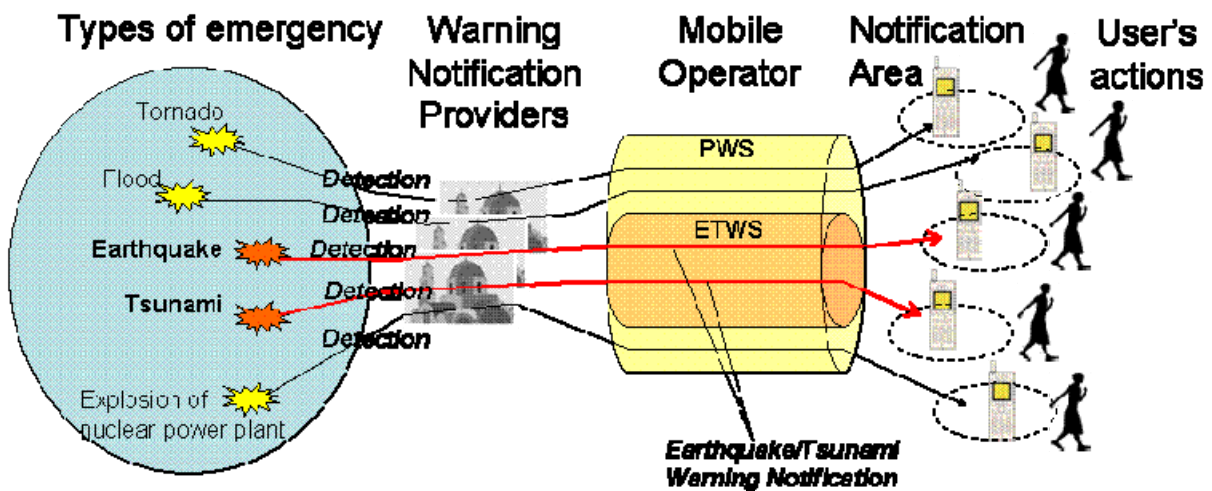 Types of emergency
Warning
Notification
Providers
Mobile
Operator
Notification
Area
User's
actions
Tornado
Flood
Earthquake
Tsunami
Explosion of
nuclear power plant
Detection
Detection
Detection
Detection
Detection
PWS
ETWS
Earthquake/Tsunami
Warning Notification